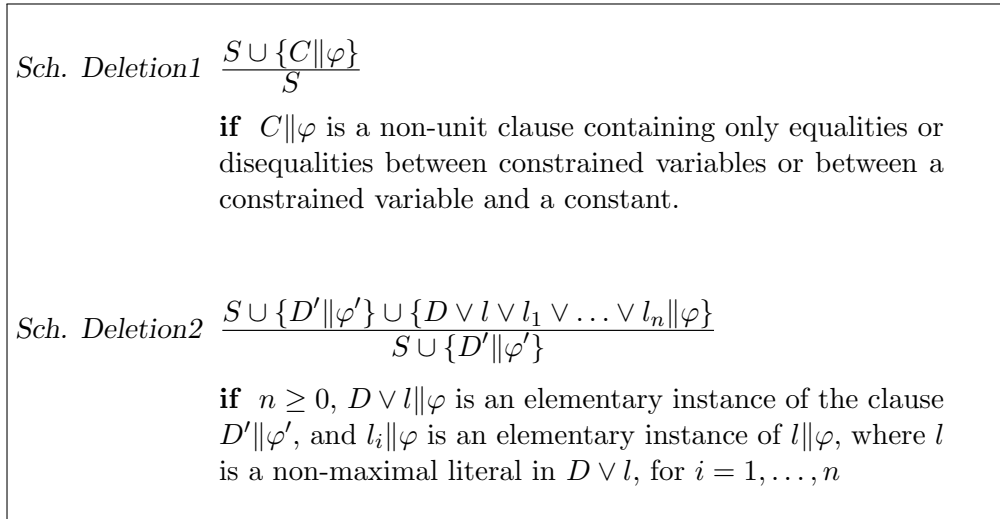 Sch. Deletion1 S ∪ {C‖φ}
S
if C‖φ is a non-unit clause containing only equalities or
disequalities between constrained variables or between a
constrained variable and a constant.
Sch. Deletion2 S ∪ {D′‖φ′} ∪ {D ∨ l ∨ l₁ ∨ … ∨ lₙ‖φ}
S ∪ {D′‖φ′}
if n ≥ 0, D ∨ l‖φ is an elementary instance of the clause
D′‖φ′, and lᵢ‖φ is an elementary instance of l‖φ, where l
is a non-maximal literal in D ∨ l, for i = 1, …, n